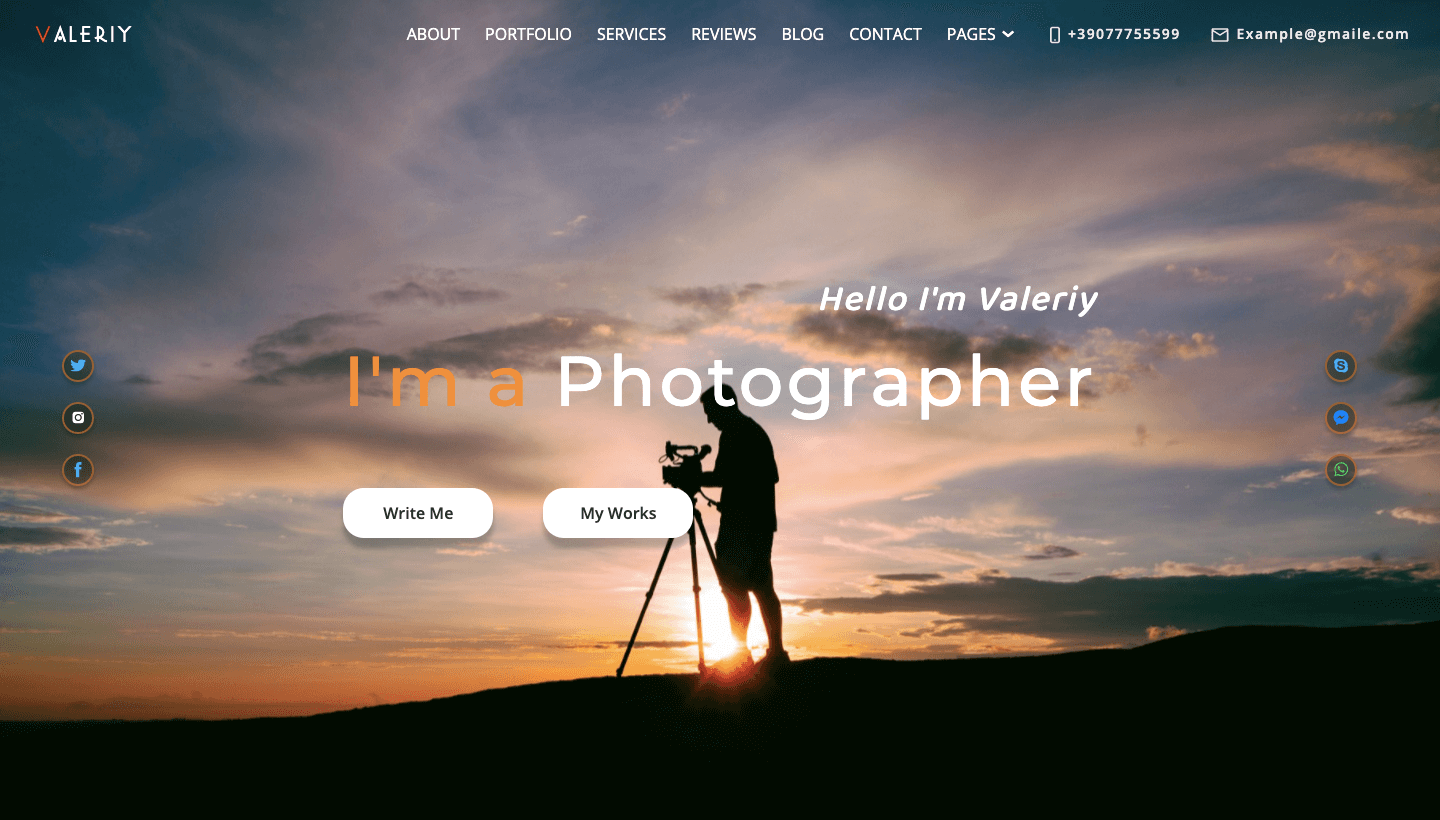 VALERIY
ABOUT PORTFOLIO SERVICES REVIEWS BLOG CONTACT PAGES +39077755599 Example@gmaile.com
Hello I'm Valeriy
I'm a Photographer
Write Me
My Works